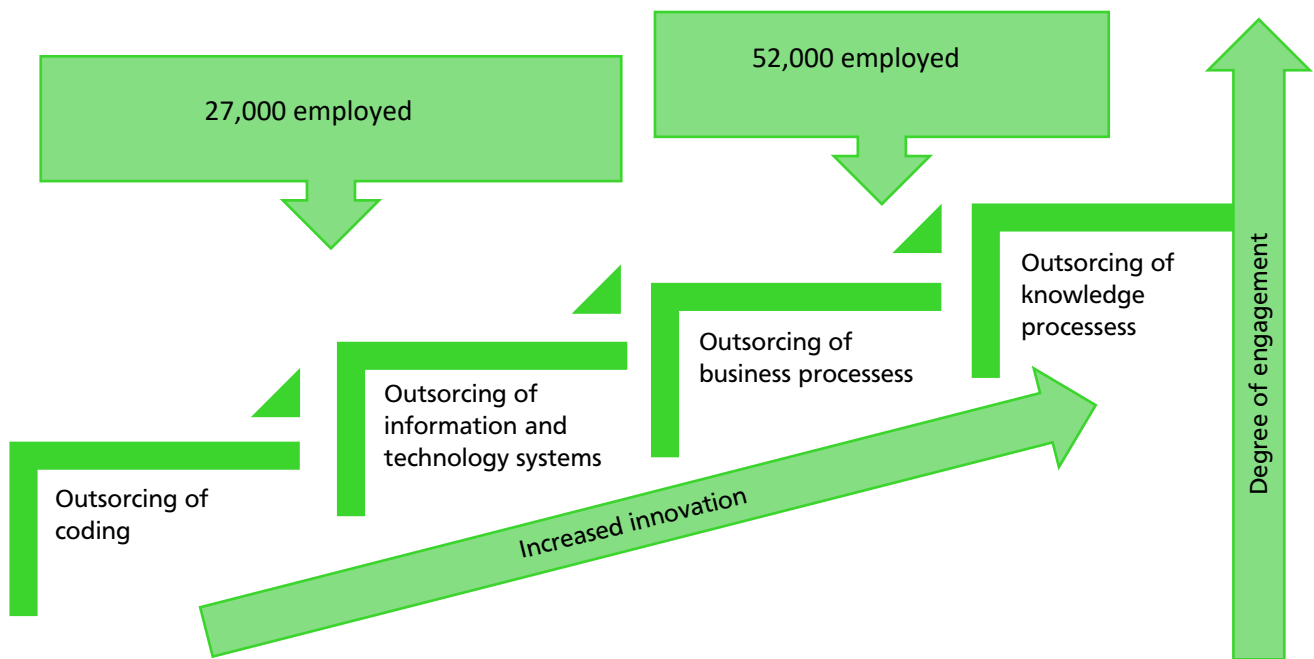 27,000 employed
52,000 employed
Outsorcing of
coding
Outsorcing of
information and
technology systems
Outsorcing of
business processess
Outsorcing of
knowledge
processess
Increased innovation
Degree of engagement